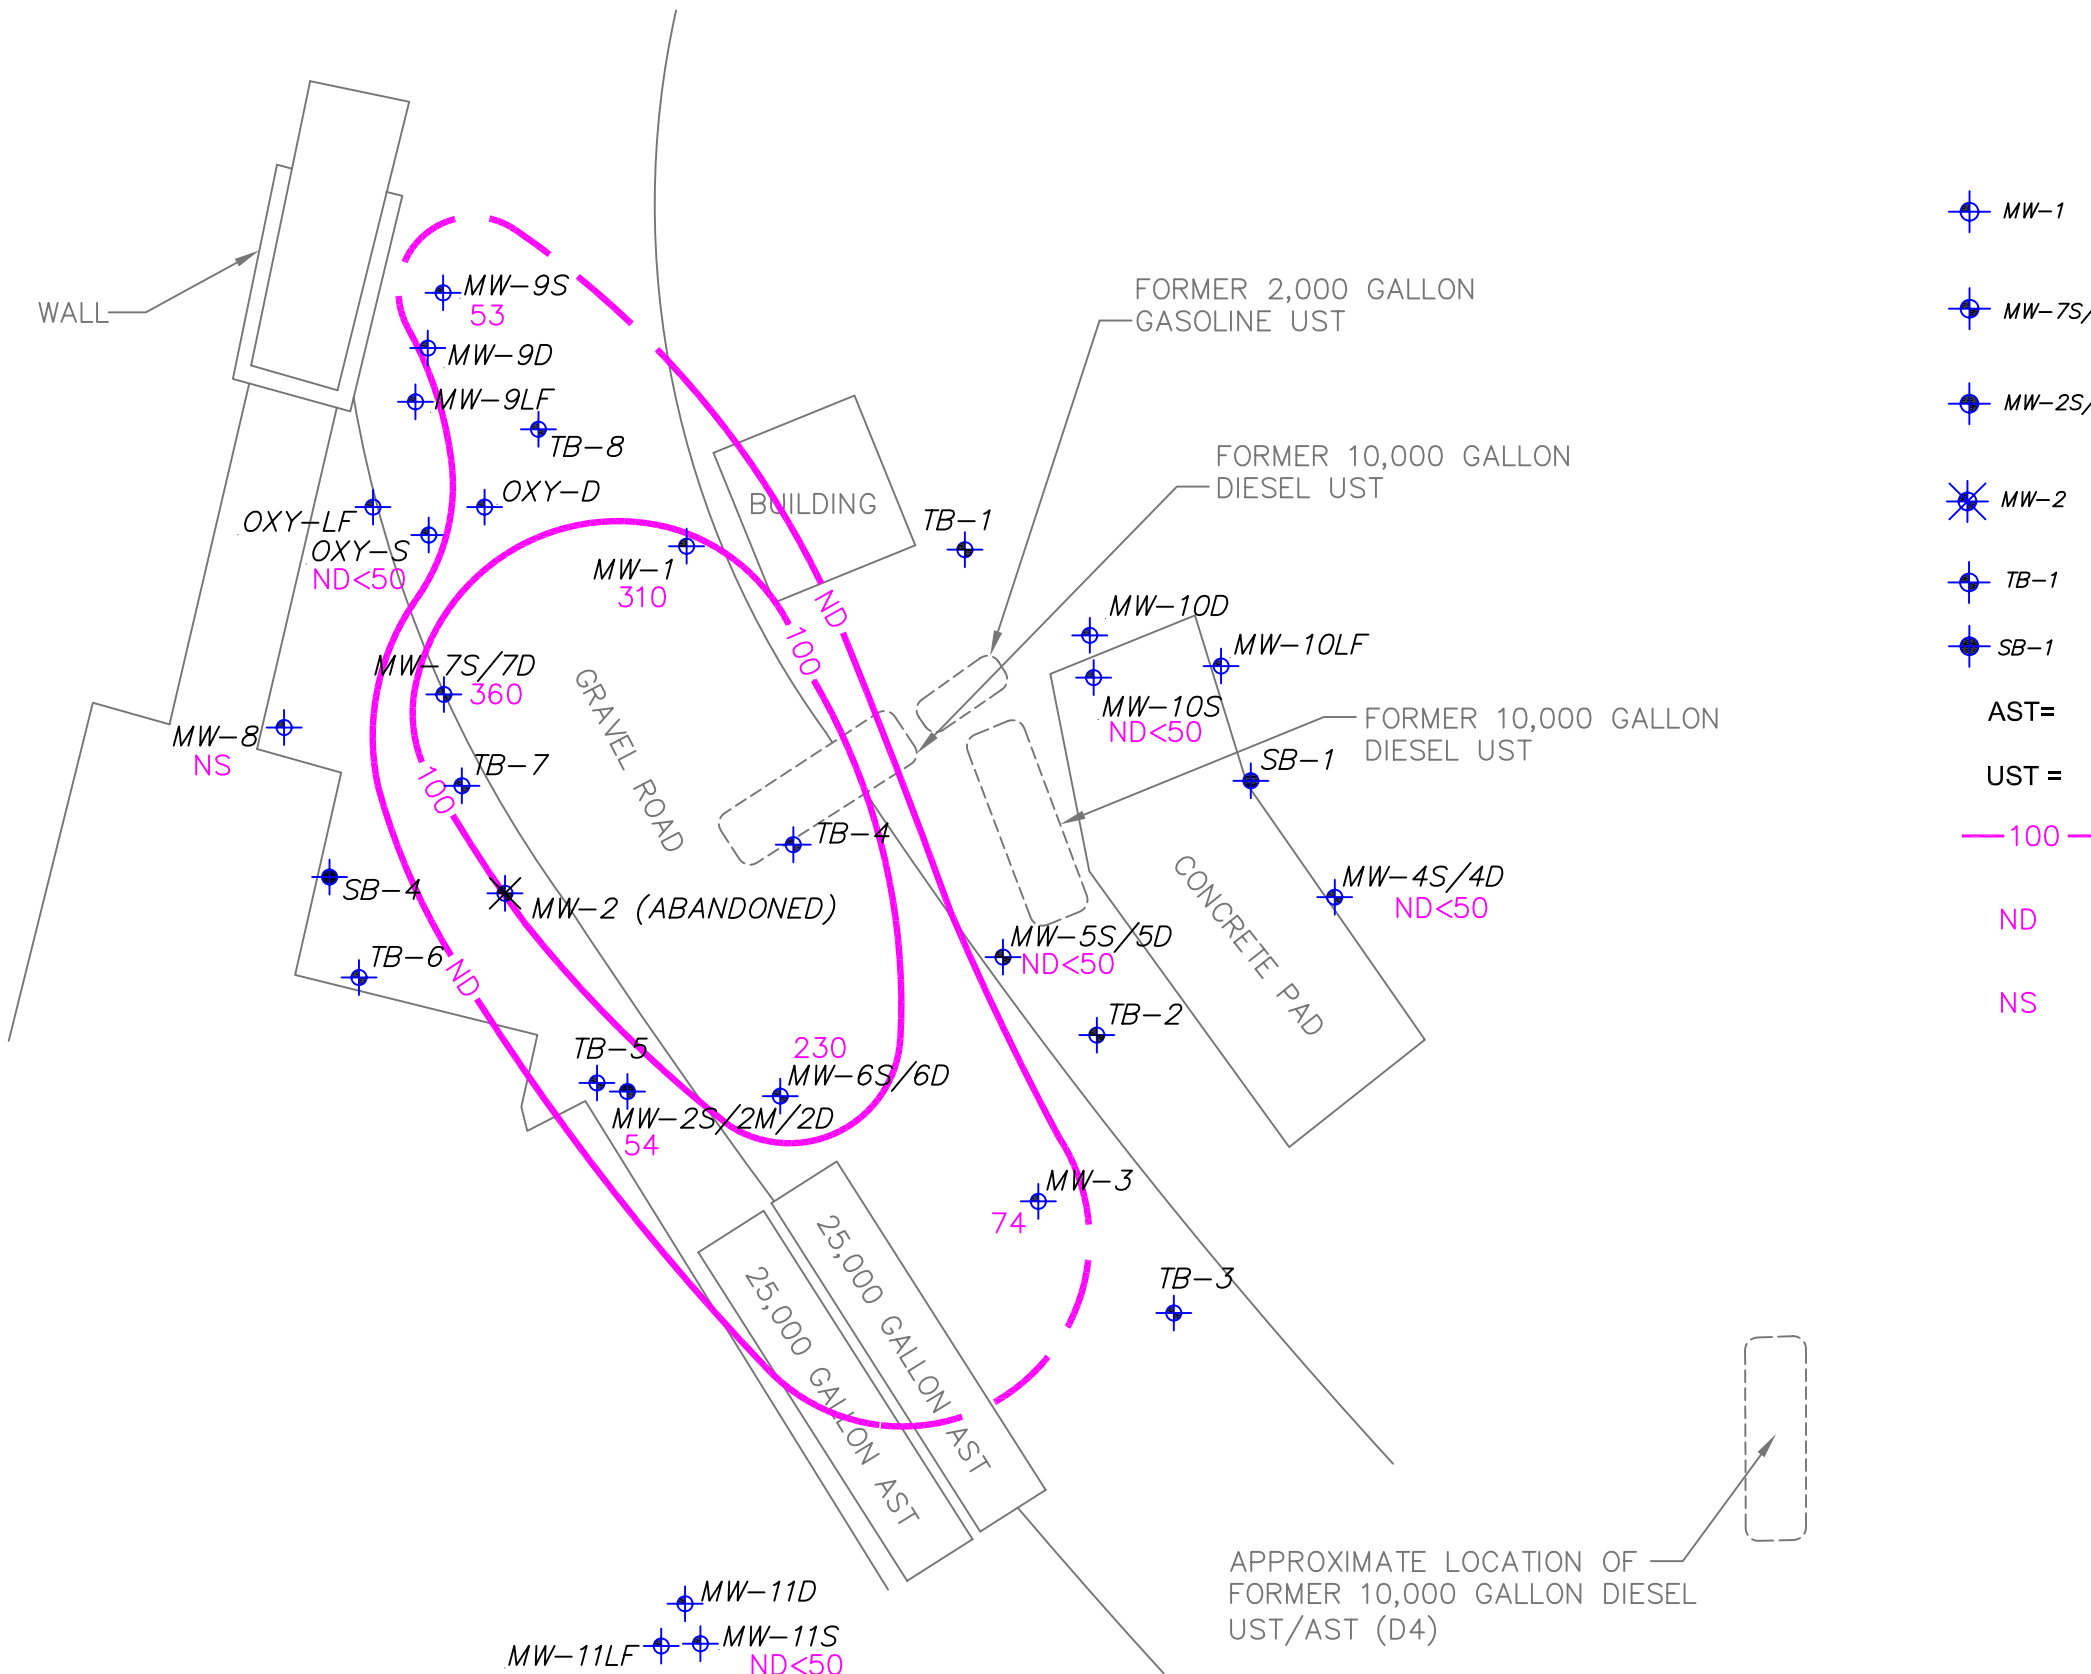 WALL
MW-9S
53
MW-9D
MW-9LF
TB-8
OXY-D
OXY-LF
OXY-S
ND<50
MW-1
310
BUILDING
TB-1
FORMER 2,000 GALLON
GASOLINE UST
FORMER 10,000 GALLON
DIESEL UST
MW-10D
MW-10LF
MW-10S
ND<50
FORMER 10,000 GALLON
DIESEL UST
SB-1
ND
100
MW-7S/7D
360
GRAVEL ROAD
MW-8
NS
TB-7
100
TB-4
SB-4
MW-2 (ABANDONED)
MW-4S/4D
ND<50
CONCRETE PAD
MW-5S/5D
ND<50
TB-6
ND
TB-2
TB-5
230
MW-6S/6D
MW-2S/2M/2D
54
MW-3
74
TB-3
25,000 GALLON AST
25,000 GALLON AST
APPROXIMATE LOCATION OF
FORMER 10,000 GALLON DIESEL
UST/AST (D4)
MW-11D
MW-11S
MW-11LF
ND<50
MW-1
MW-7S/
MW-2S/
MW-2
TB-1
SB-1
AST=
UST =
100
ND
NS